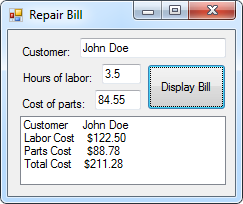 Repair Bill
Customer: John Doe
Hours of labor: 3.5
Display Bill
Cost of parts: 84.55
Customer John Doe
Labor Cost $122.50
Parts Cost $88.78
Total Cost $211.28